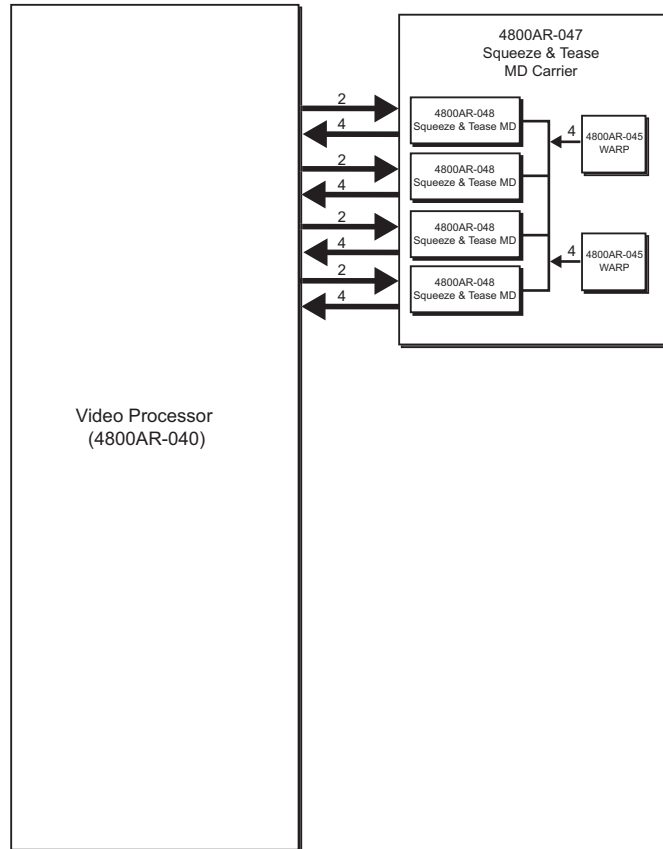 4800AR-047
Squeeze & Tease
MD Carrier
2
4
4800AR-048
Squeeze & Tease MD
4
4800AR-045
WARP
2
4
4800AR-048
Squeeze & Tease MD
2
4
4800AR-048
Squeeze & Tease MD
4
4800AR-045
WARP
2
4
4800AR-048
Squeeze & Tease MD
Video Processor
(4800AR-040)